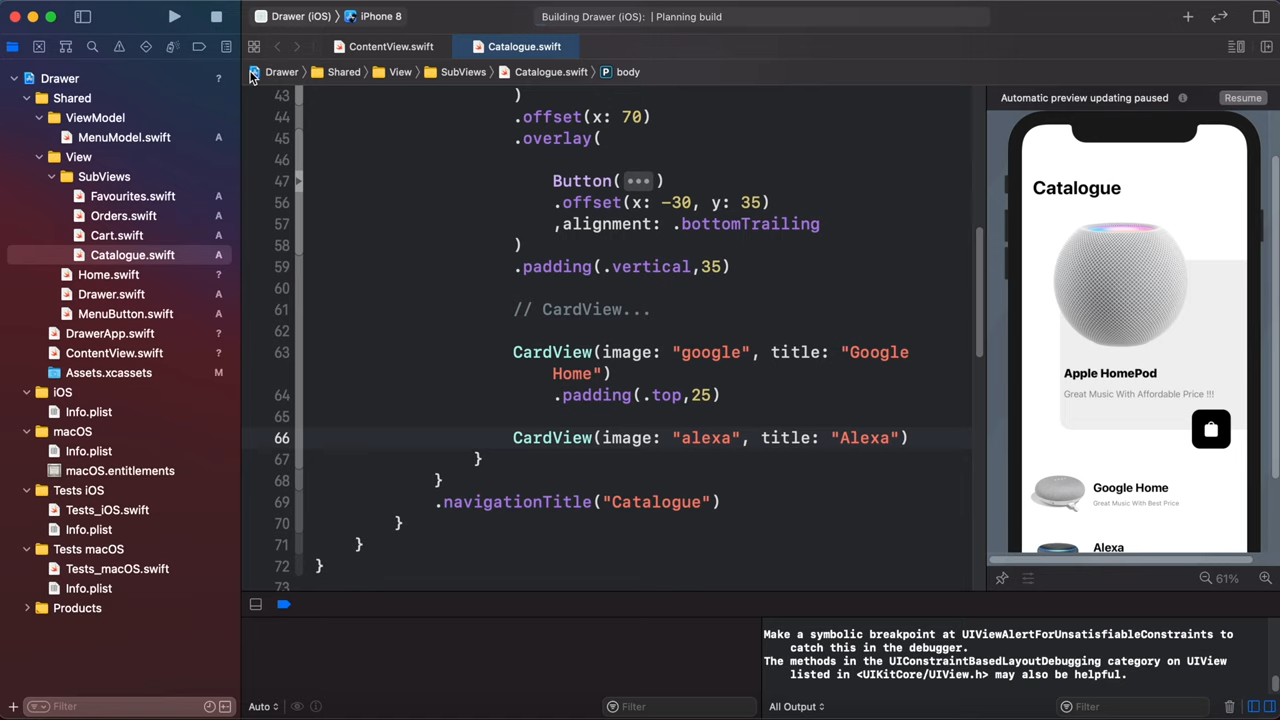 Drawer (iOS) 〉 iPhone 8
Building Drawer (iOS): | Planning build
ContentView.swift
Catalogue.swift
Drawer 〉 Shared 〉 View 〉 SubViews 〉 Catalogue.swift 〉 P body
Drawer ?
Shared
ViewModel
MenuModel.swift A
View
SubViews
Favourites.swift A
Orders.swift A
Cart.swift A
Catalogue.swift A
Home.swift A
Drawer.swift A
MenuButton.swift A
DrawerApp.swift ?
ContentView.swift ?
Assets.xcassets M
iOS
Info.plist
macOS
Info.plist
macOS.entitlements
Tests iOS
Tests_iOS.swift
Info.plist
Tests macOS
Tests_macOS.swift
Info.plist
Products
Filter
43 )
44 .offset(x: 70)
45 .overlay(
46
47 Button(•••)
56 .offset(x: -30, y: 35)
57 ,alignment: .bottomTrailing
58 )
59 .padding(.vertical,35)
60
61 // CardView...
62
63 CardView(image: "google", title: "Google
Home")
64 .padding(.top,25)
65
66 CardView(image: "alexa", title: "Alexa")
67 }
68 }
69 .navigationTitle("Catalogue")
70 }
71 }
72 }
73
Automatic preview updating paused
Resume
Catalogue
Apple HomePod
Great Music With Affordable Price !!!
Google Home
Great Music With Best Price
Alexa
61%
Auto
Filter
Make a symbolic breakpoint at UIViewAlertForUnsatisfiableConstraints to
catch this in the debugger.
The methods in the UIConstraintBasedLayoutDebugging category on UIView
listed in <UIKitCore/UIView.h> may also be helpful.
All Output
Filter